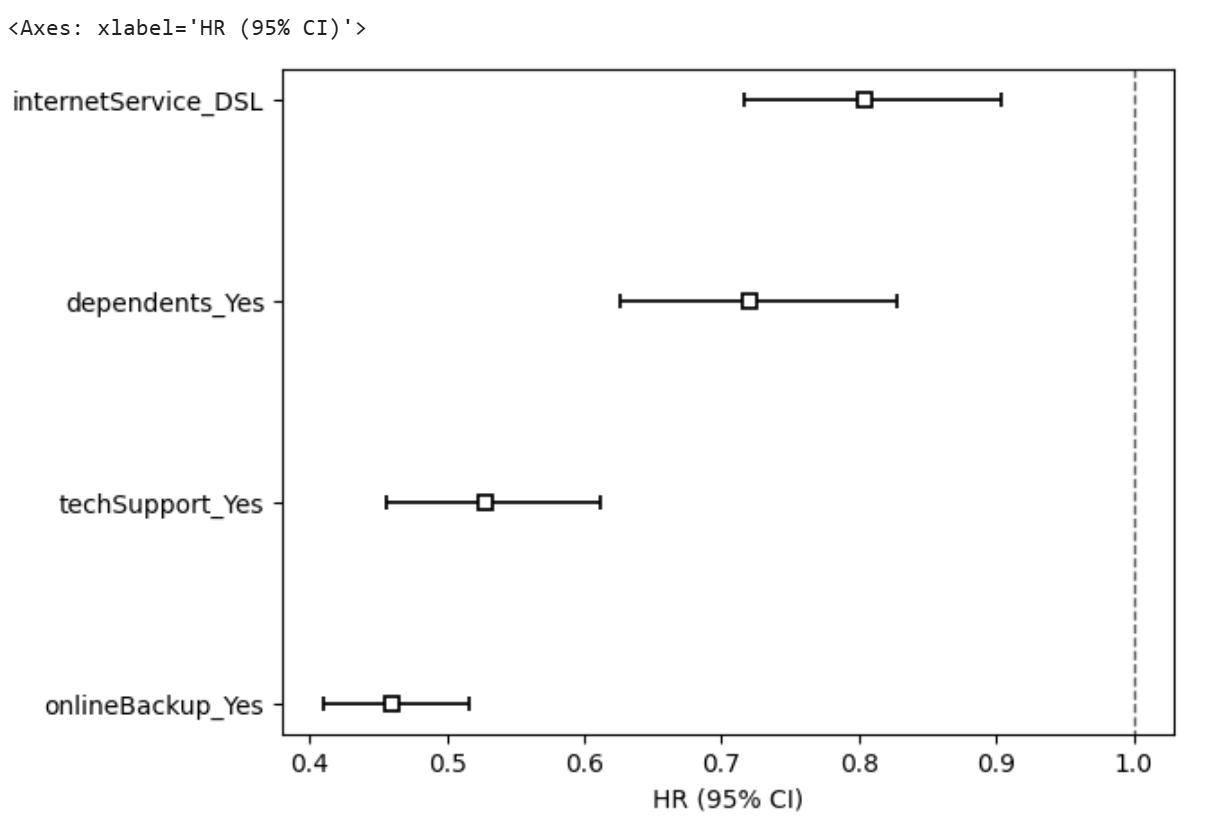 <Axes: xlabel='HR (95% CI)'>
internetService_DSL
dependents_Yes
techSupport_Yes
onlineBackup_Yes
0.4 0.5 0.6 0.7 0.8 0.9 1.0
HR (95% CI)